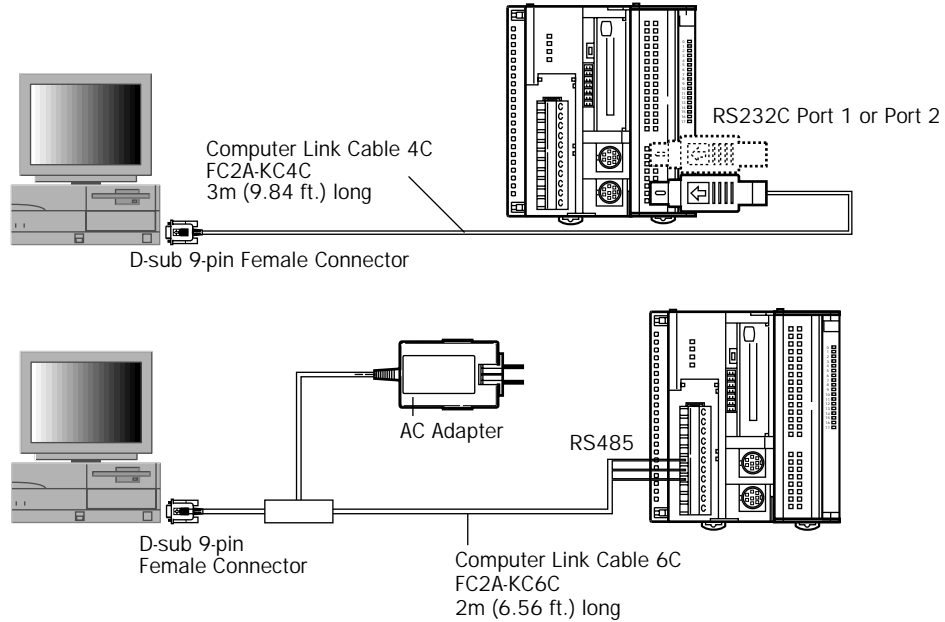 RS232C Port 1 or Port 2
Computer Link Cable 4C
FC2A-KC4C
3m (9.84 ft.) long
D-sub 9-pin Female Connector
AC Adapter
RS485
D-sub 9-pin
Female Connector
Computer Link Cable 6C
FC2A-KC6C
2m (6.56 ft.) long